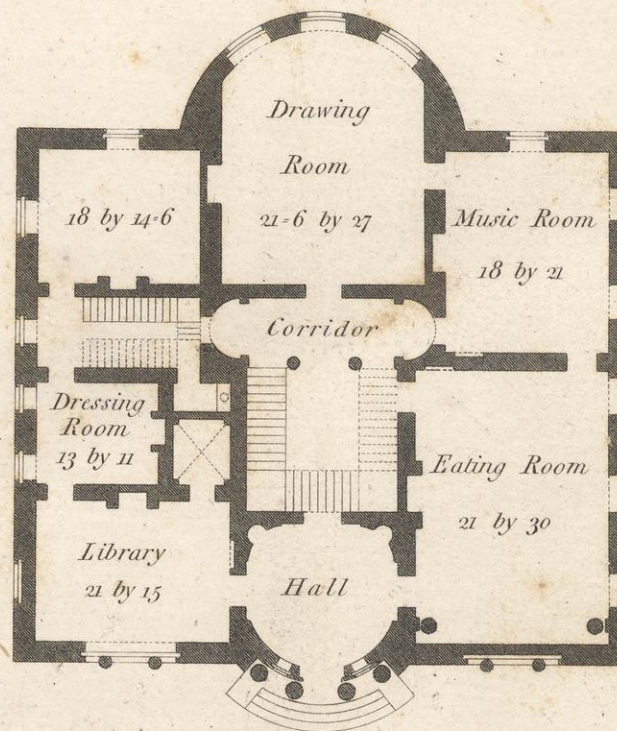 Drawing
Room
21=6 by 27
18 by 14=6
Music Room
18 by 21
Corridor
Dressing
Room
13 by 11
Eating Room
21 by 30
Library
21 by 15
Hall